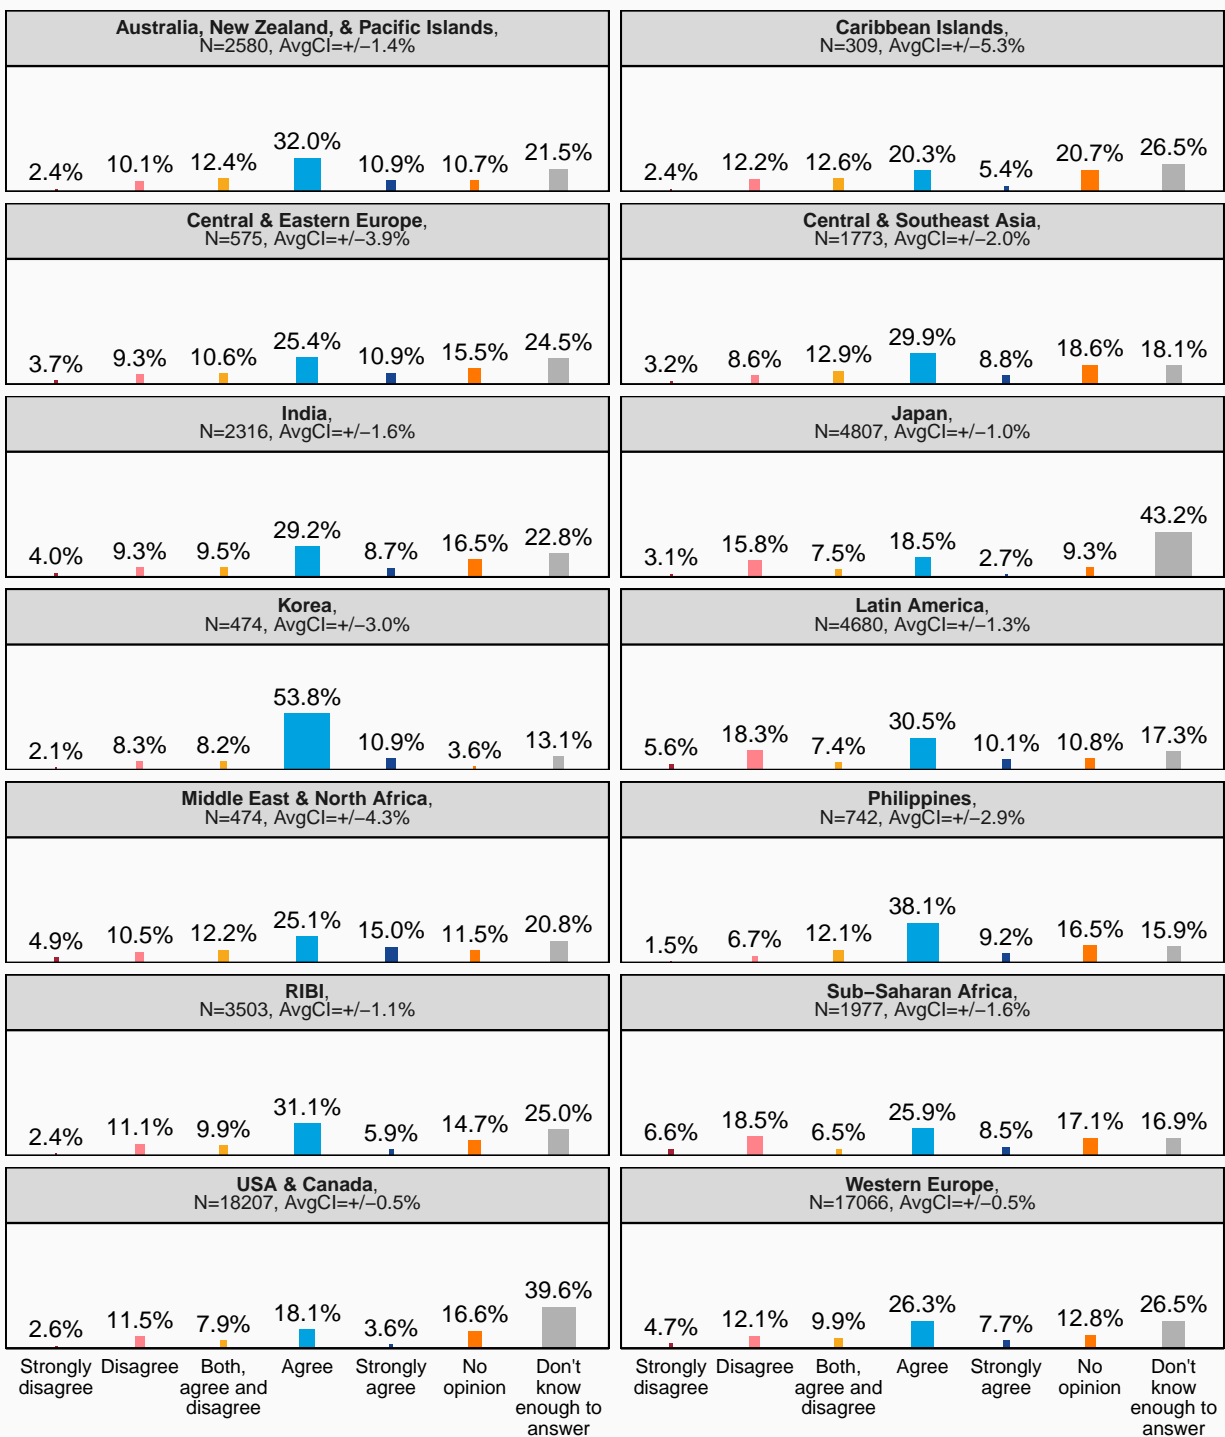 Australia, New Zealand, & Pacific Islands,
N=2580, AvgCI=+/−1.4%
2.4% 10.1% 12.4% 32.0% 10.9% 10.7% 21.5%
Caribbean Islands,
N=309, AvgCI=+/−5.3%
2.4% 12.2% 12.6% 20.3% 5.4% 20.7% 26.5%
Central & Eastern Europe,
N=575, AvgCI=+/−3.9%
3.7% 9.3% 10.6% 25.4% 10.9% 15.5% 24.5%
Central & Southeast Asia,
N=1773, AvgCI=+/−2.0%
3.2% 8.6% 12.9% 29.9% 8.8% 18.6% 18.1%
India,
N=2316, AvgCI=+/−1.6%
4.0% 9.3% 9.5% 29.2% 8.7% 16.5% 22.8%
Japan,
N=4807, AvgCI=+/−1.0%
3.1% 15.8% 7.5% 18.5% 2.7% 9.3% 43.2%
Korea,
N=474, AvgCI=+/−3.0%
2.1% 8.3% 8.2% 53.8% 10.9% 3.6% 13.1%
Latin America,
N=4680, AvgCI=+/−1.3%
5.6% 18.3% 7.4% 30.5% 10.1% 10.8% 17.3%
Middle East & North Africa,
N=474, AvgCI=+/−4.3%
4.9% 10.5% 12.2% 25.1% 15.0% 11.5% 20.8%
Philippines,
N=742, AvgCI=+/−2.9%
1.5% 6.7% 12.1% 38.1% 9.2% 16.5% 15.9%
RIBI,
N=3503, AvgCI=+/−1.1%
2.4% 11.1% 9.9% 31.1% 5.9% 14.7% 25.0%
Sub−Saharan Africa,
N=1977, AvgCI=+/−1.6%
6.6% 18.5% 6.5% 25.9% 8.5% 17.1% 16.9%
USA & Canada,
N=18207, AvgCI=+/−0.5%
2.6% 11.5% 7.9% 18.1% 3.6% 16.6% 39.6%
Western Europe,
N=17066, AvgCI=+/−0.5%
4.7% 12.1% 9.9% 26.3% 7.7% 12.8% 26.5%
Strongly
disagree
Disagree
Both,
agree and
disagree
Agree
Strongly
agree
No
opinion
Don't
know
enough to
answer
Strongly
disagree
Disagree
Both,
agree and
disagree
Agree
Strongly
agree
No
opinion
Don't
know
enough to
answer